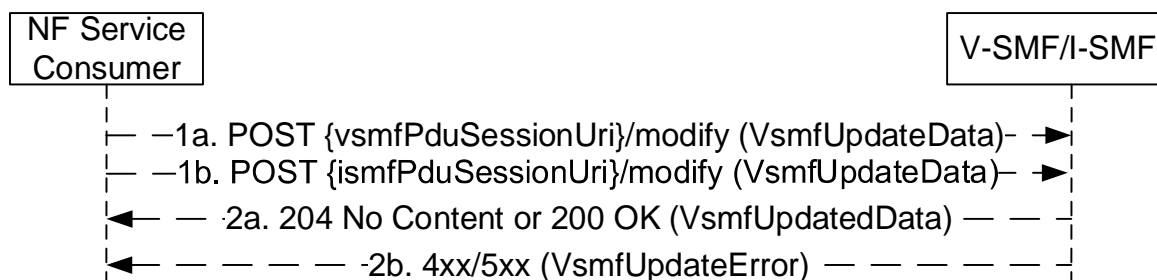 NF Service
Consumer
V-SMF/I-SMF
1a. POST {vsmfPduSessionUri}/modify (VsmfUpdateData)
1b. POST {ismfPduSessionUri}/modify (VsmfUpdateData)
2a. 204 No Content or 200 OK (VsmfUpdatedData)
2b. 4xx/5xx (VsmfUpdateError)